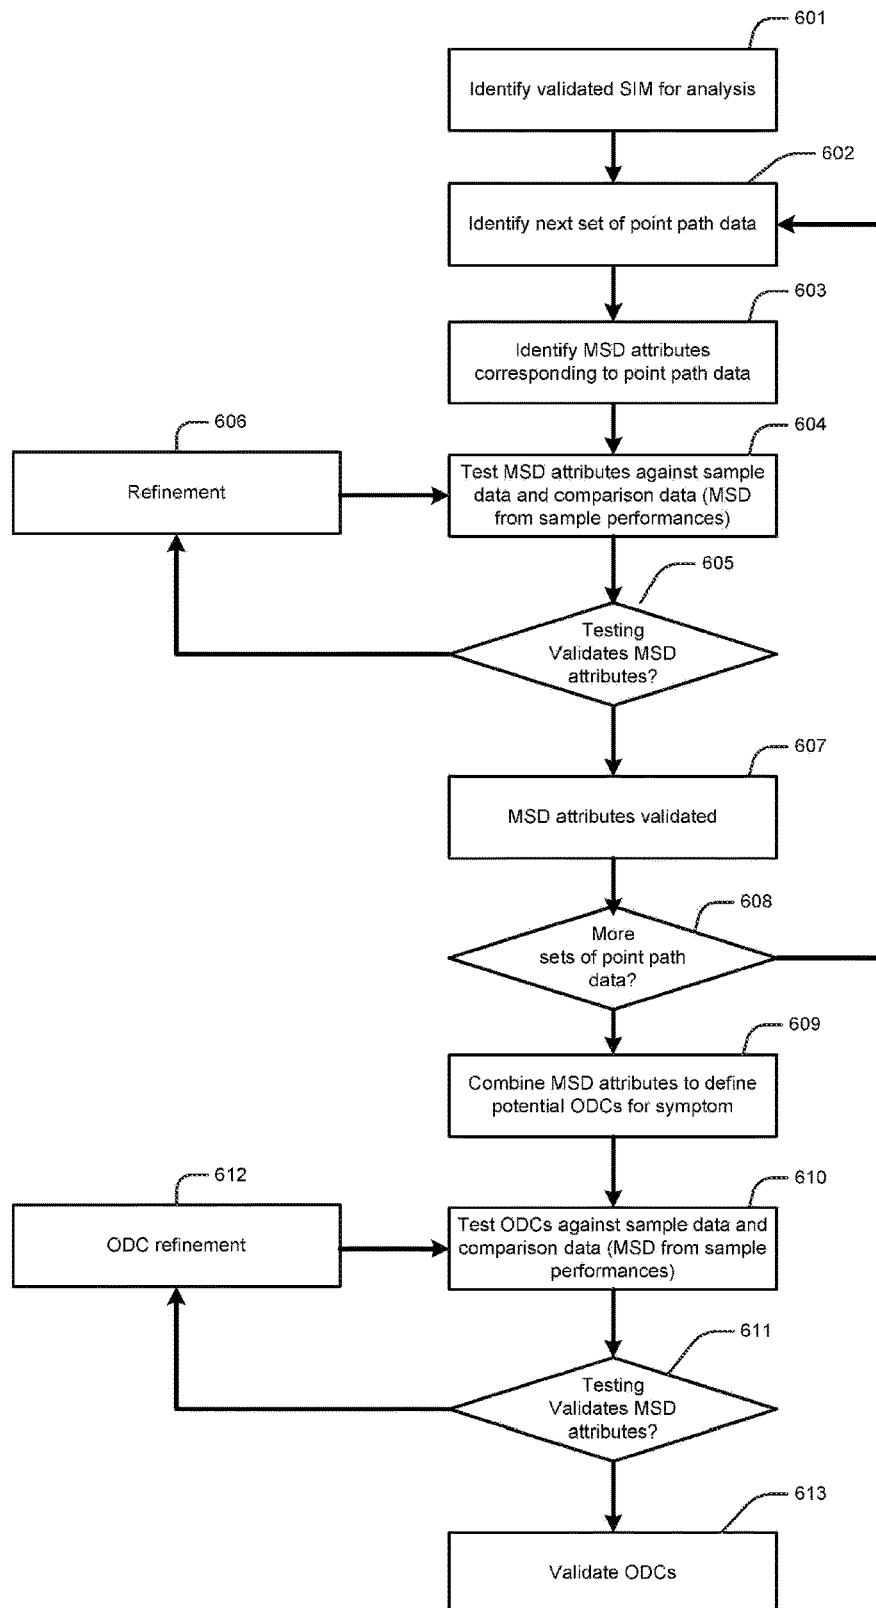 601
Identify validated SIM for analysis
602
Identify next set of point path data
603
Identify MSD attributes
corresponding to point path data
606
Refinement
604
Test MSD attributes against sample
data and comparison data (MSD
from sample performances)
605
Testing
Validates MSD
attributes?
607
MSD attributes validated
608
More
sets of point path
data?
609
Combine MSD attributes to define
potential ODCs for symptom
612
ODC refinement
610
Test ODCs against sample data and
comparison data (MSD from sample
performances)
611
Testing
Validates MSD
attributes?
613
Validate ODCs